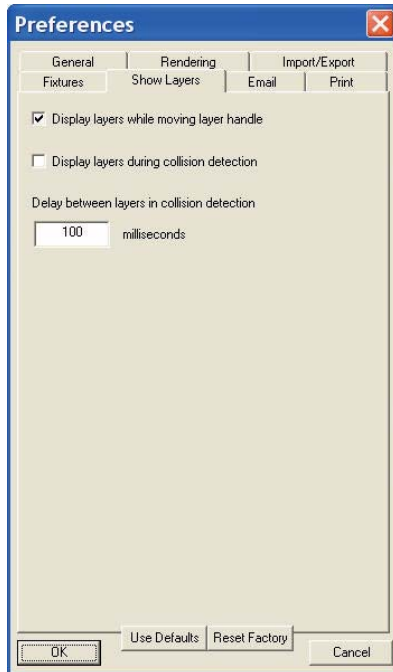 Preferences
General Rendering Import/Export
Fixtures Show Layers Email Print
Display layers while moving layer handle
Display layers during collision detection
Delay between layers in collision detection
100 milliseconds
Use Defaults Reset Factory
OK Cancel